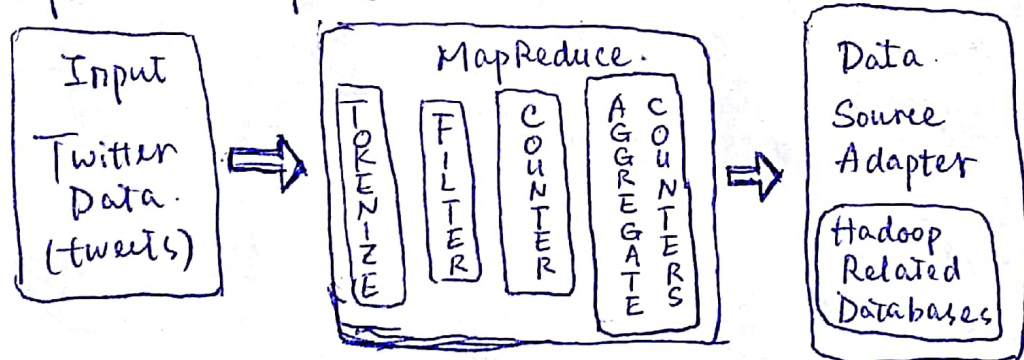 Input
Twitter
Data.
(tweets)
MapReduce.
TOKENIZE
FILTER
COUNTER
AGGREGATE
COUNTERS
Data.
Source
Adapter
Hadoop
Related
Databases